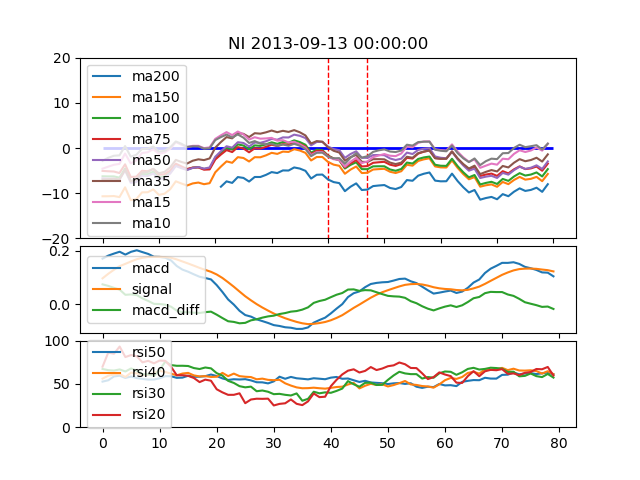 NI 2013-09-13 00:00:00
20
10
0
−10
−20
ma200
ma150
ma100
ma75
ma50
ma35
ma15
ma10
0.2
0.0
macd
signal
macd_diff
100
50
0
rsi50
rsi40
rsi30
rsi20
0 10 20 30 40 50 60 70 80